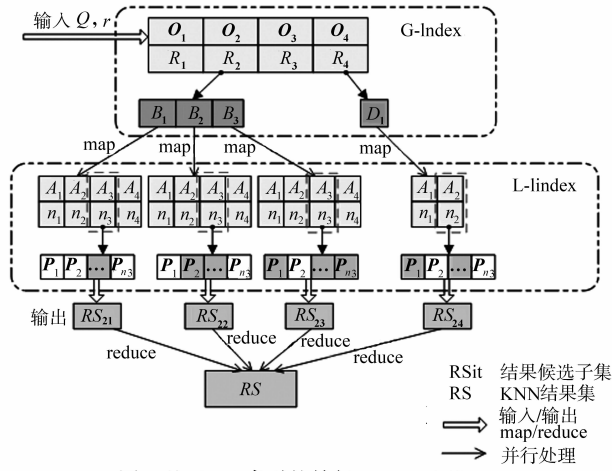 输入 Q, r
O1 O2 O3 O4
G-lndex
R1 R2 R3 R4
B1 B2 B3 D1
map map map map
L-lindex
A1 A2 A3 A4 A1 A2 A3 A4 A1 A2 A3 A4 A1 A2
n1 n2 n3 n4 n1 n2 n3 n4 n1 n2 n3 n4 n1 n2
P1 P2 ... Pn3 P1 P2 ... Pn3 P1 P2 ... Pn3 P1 P2 ... Pn3
输出 RS21 RS22 RS23 RS24
reduce reduce reduce reduce
RS
RSit 结果候选子集
RS KNN结果集
输入/输出
map/reduce
并行处理